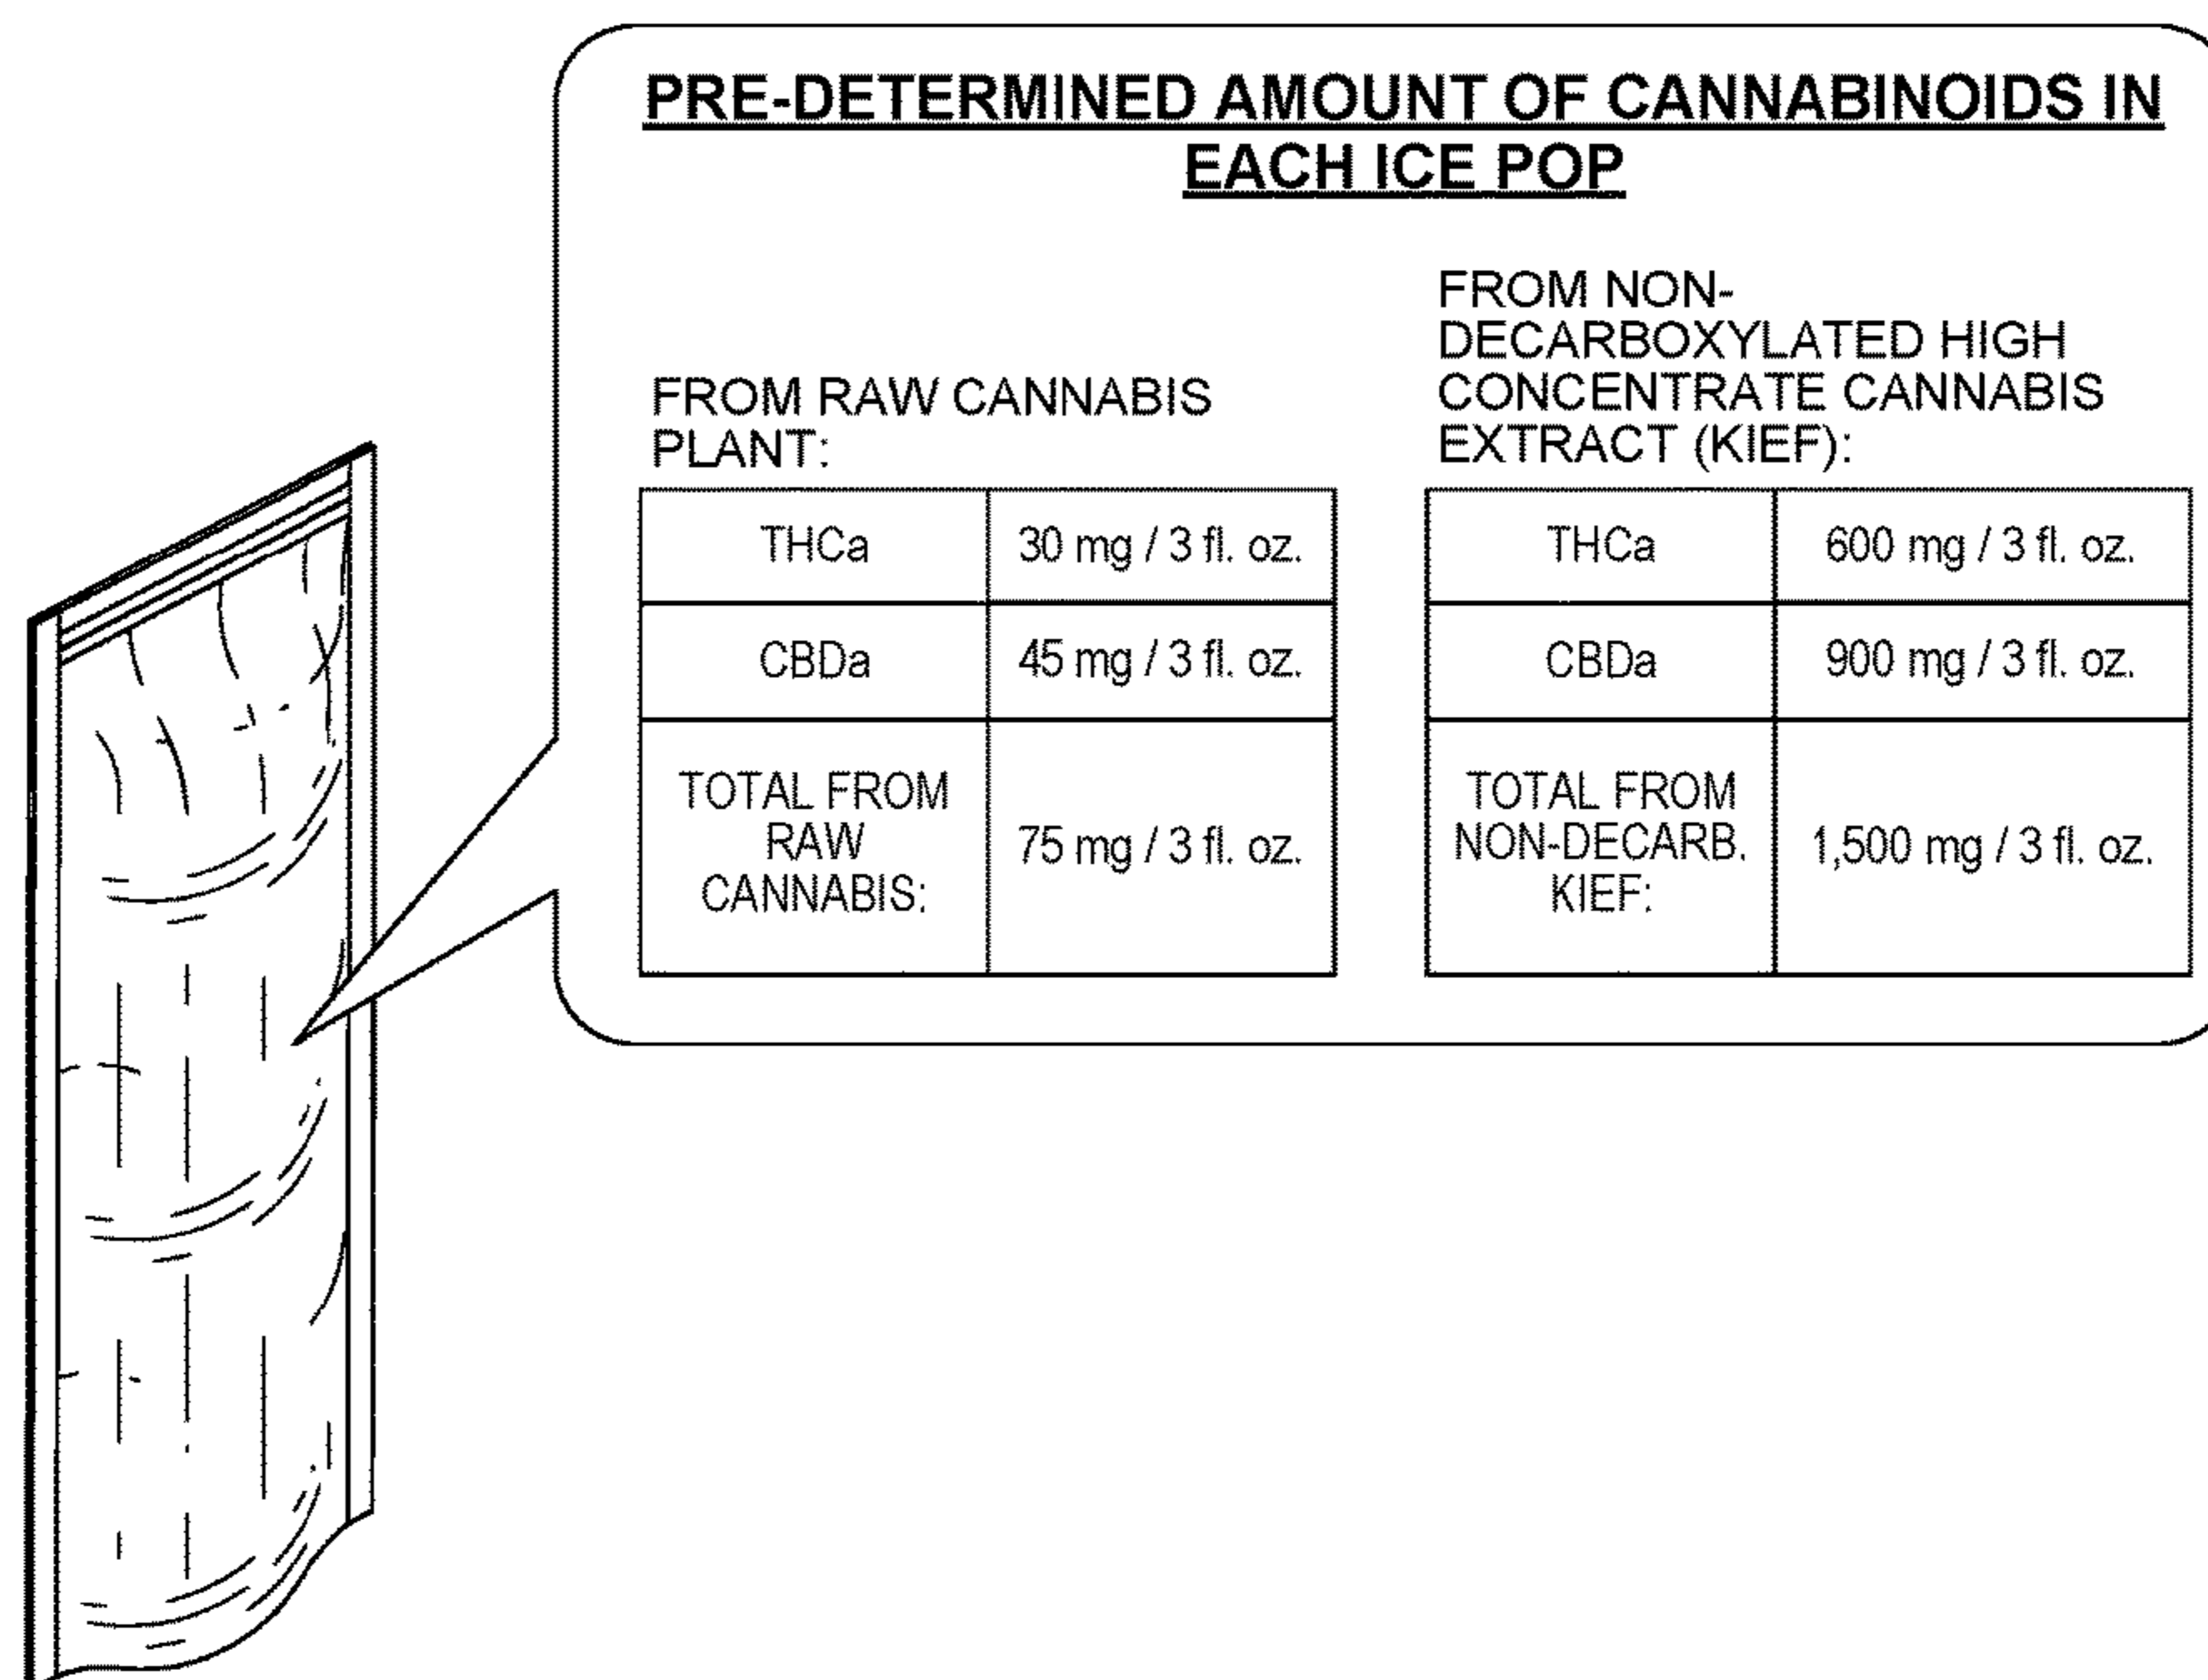 PRE-DETERMINED AMOUNT OF CANNABINOIDS IN
EACH ICE POP
FROM RAW CANNABIS
PLANT:
THCa 30 mg / 3 fl. oz.
CBDa 45 mg / 3 fl. oz.
TOTAL FROM
RAW
CANNABIS:
75 mg / 3 fl. oz.
FROM NON-
DECARBOXYLATED HIGH
CONCENTRATE CANNABIS
EXTRACT (KIEF):
THCa 600 mg / 3 fl. oz.
CBDa 900 mg / 3 fl. oz.
TOTAL FROM
NON-DECARB.
KIEF:
1,500 mg / 3 fl. oz.